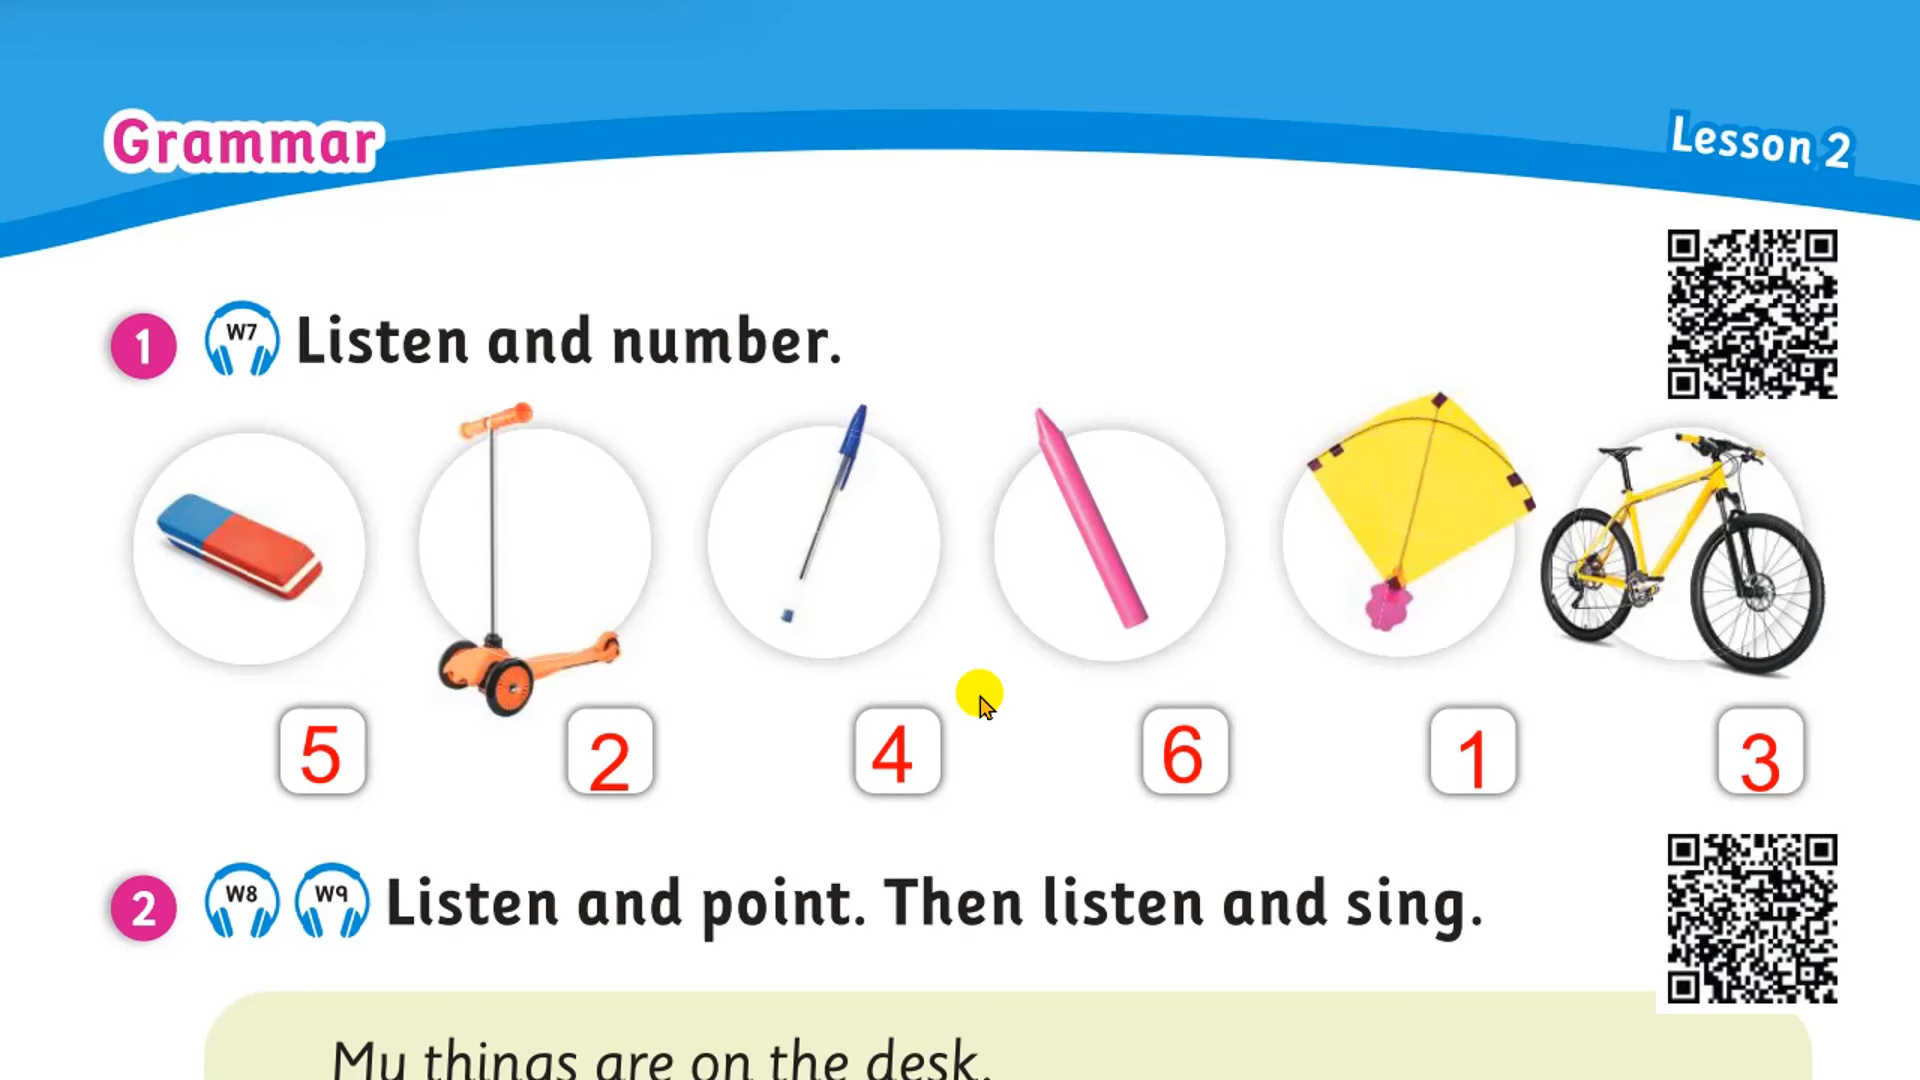 Grammar
Lesson 2
1 W7 Listen and number.
5 2 4 6 1 3
2 W8 W9 Listen and point. Then listen and sing.
My things are on the desk.